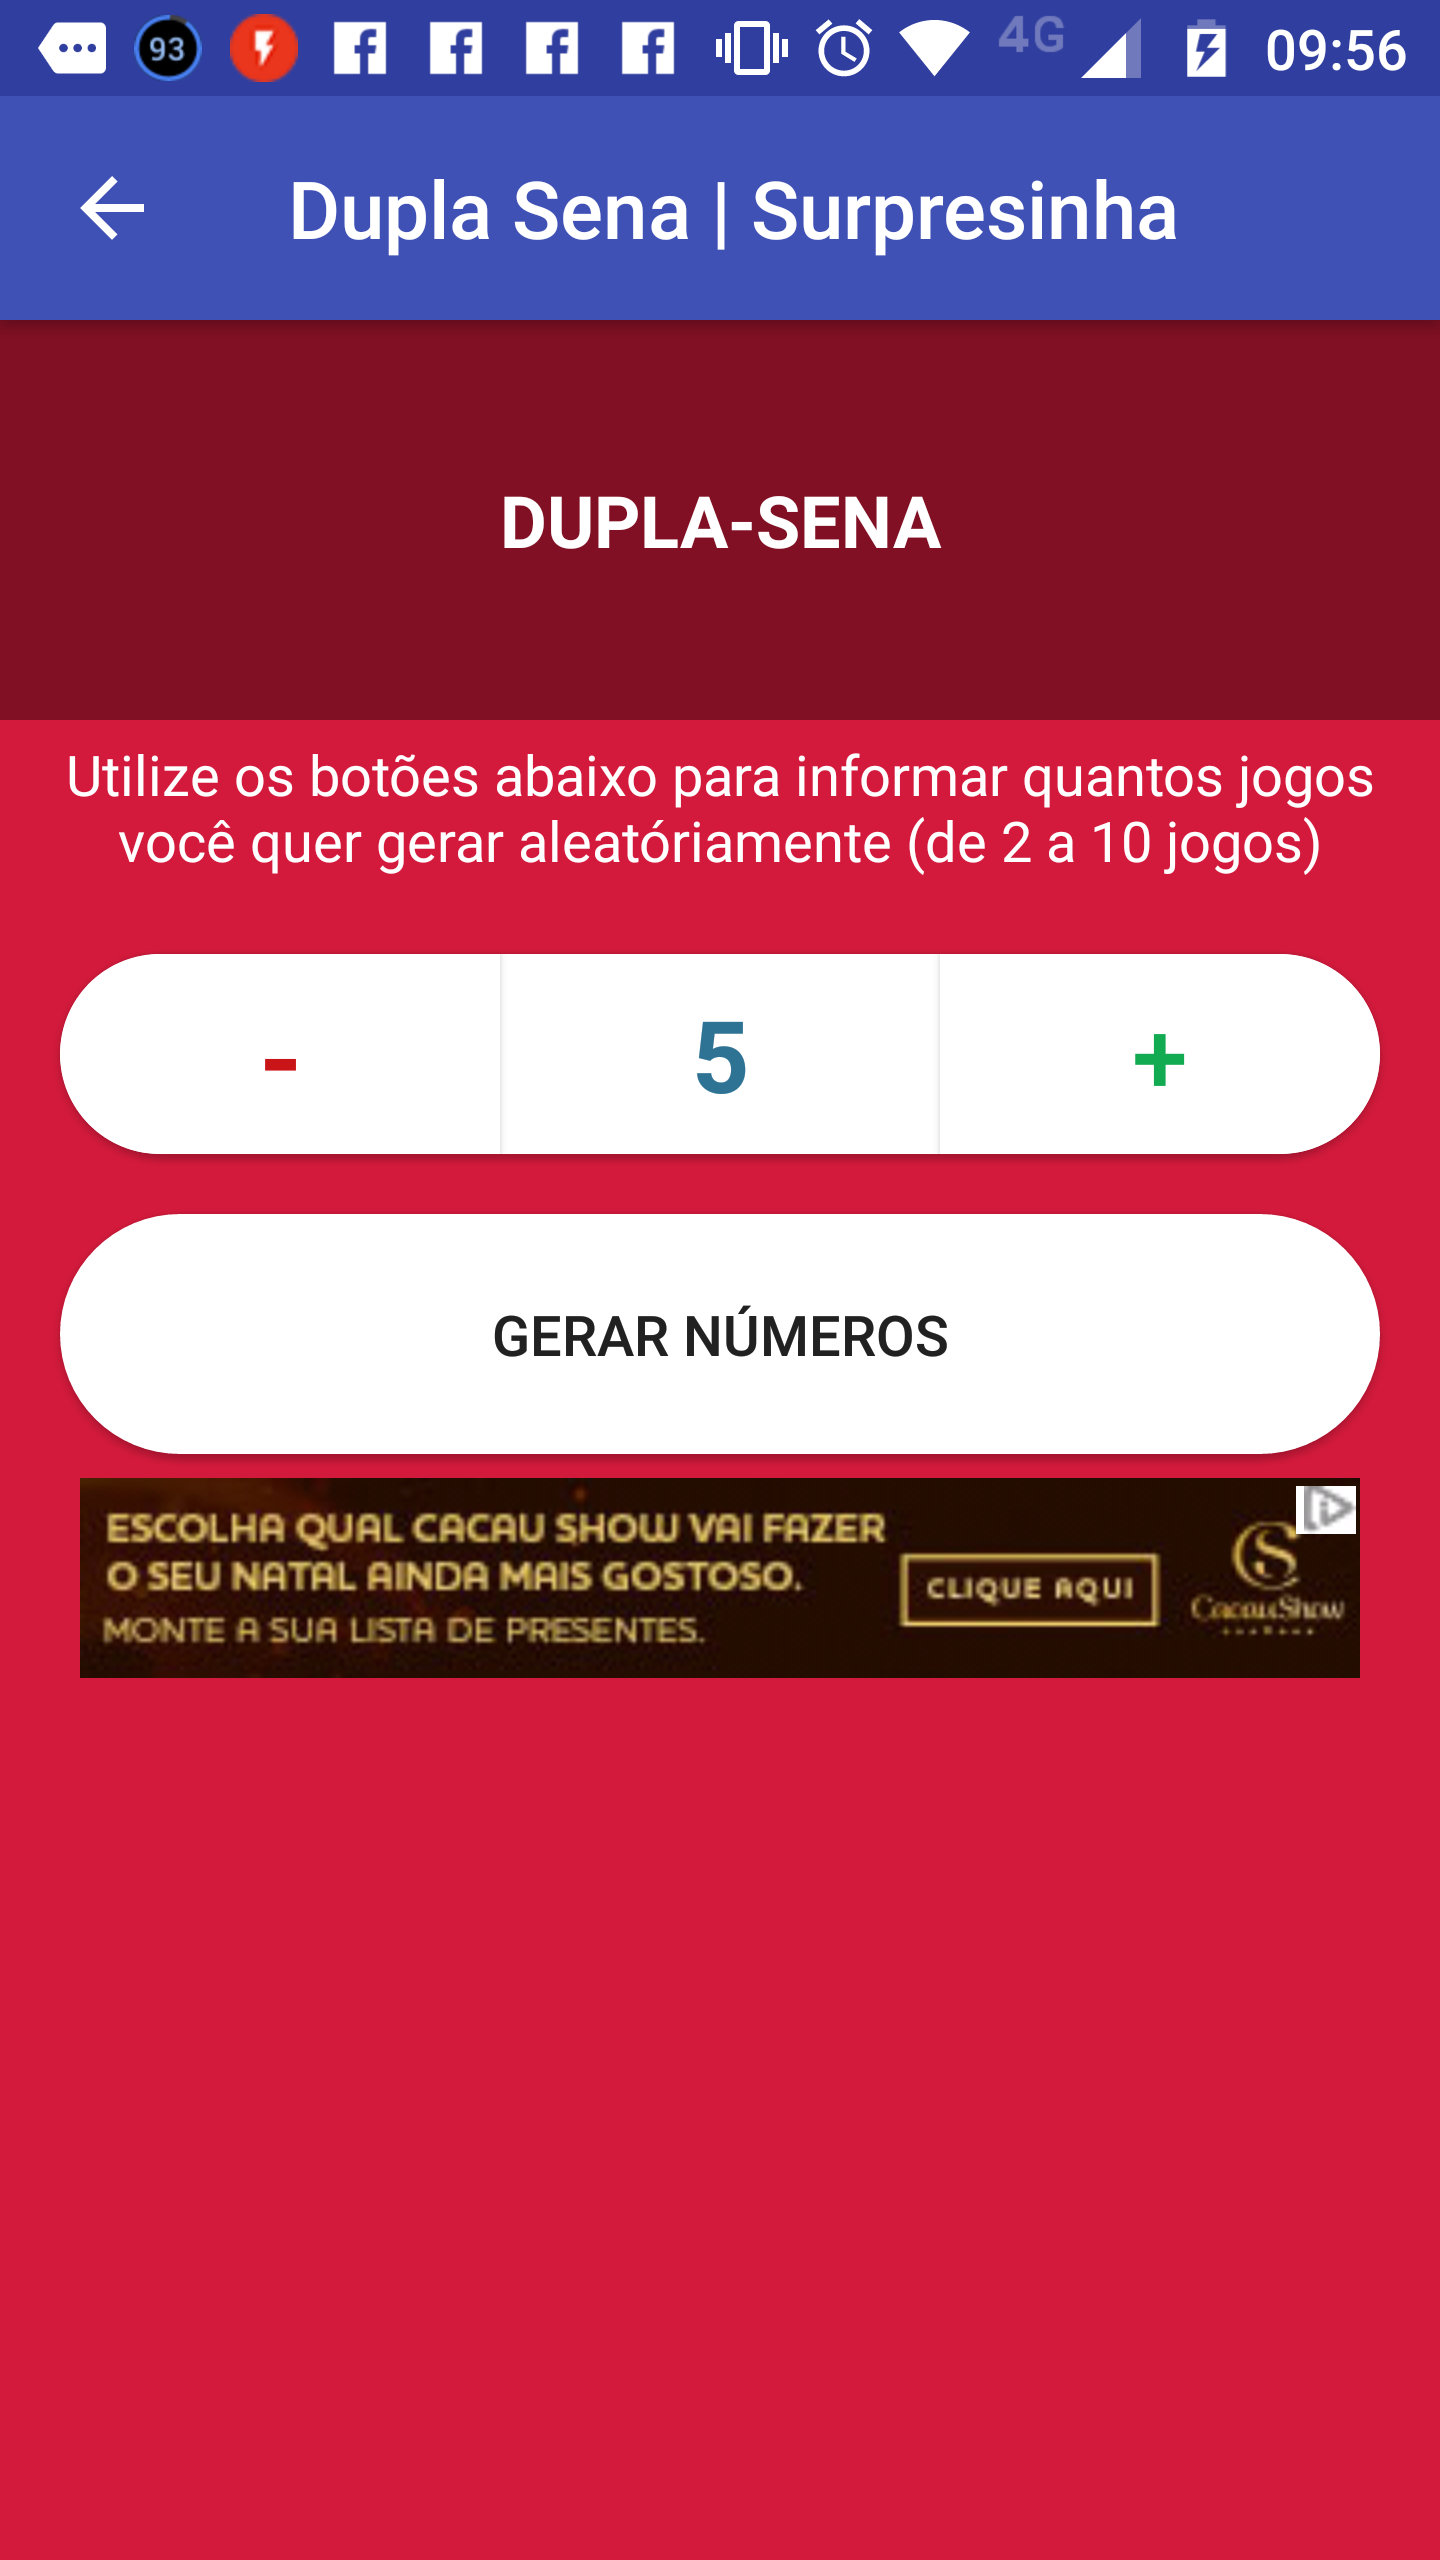 93
4G
09:56
Dupla Sena | Surpresinha
DUPLA-SENA
Utilize os botões abaixo para informar quantos jogos
você quer gerar aleatóriamente (de 2 a 10 jogos)
- 5 +
GERAR NÚMEROS
ESCOLHA QUAL CACAU SHOW VAI FAZER
O SEU NATAL AINDA MAIS GOSTOSO.
MONTE A SUA LISTA DE PRESENTES.
CLIQUE AQUI
CacauShow